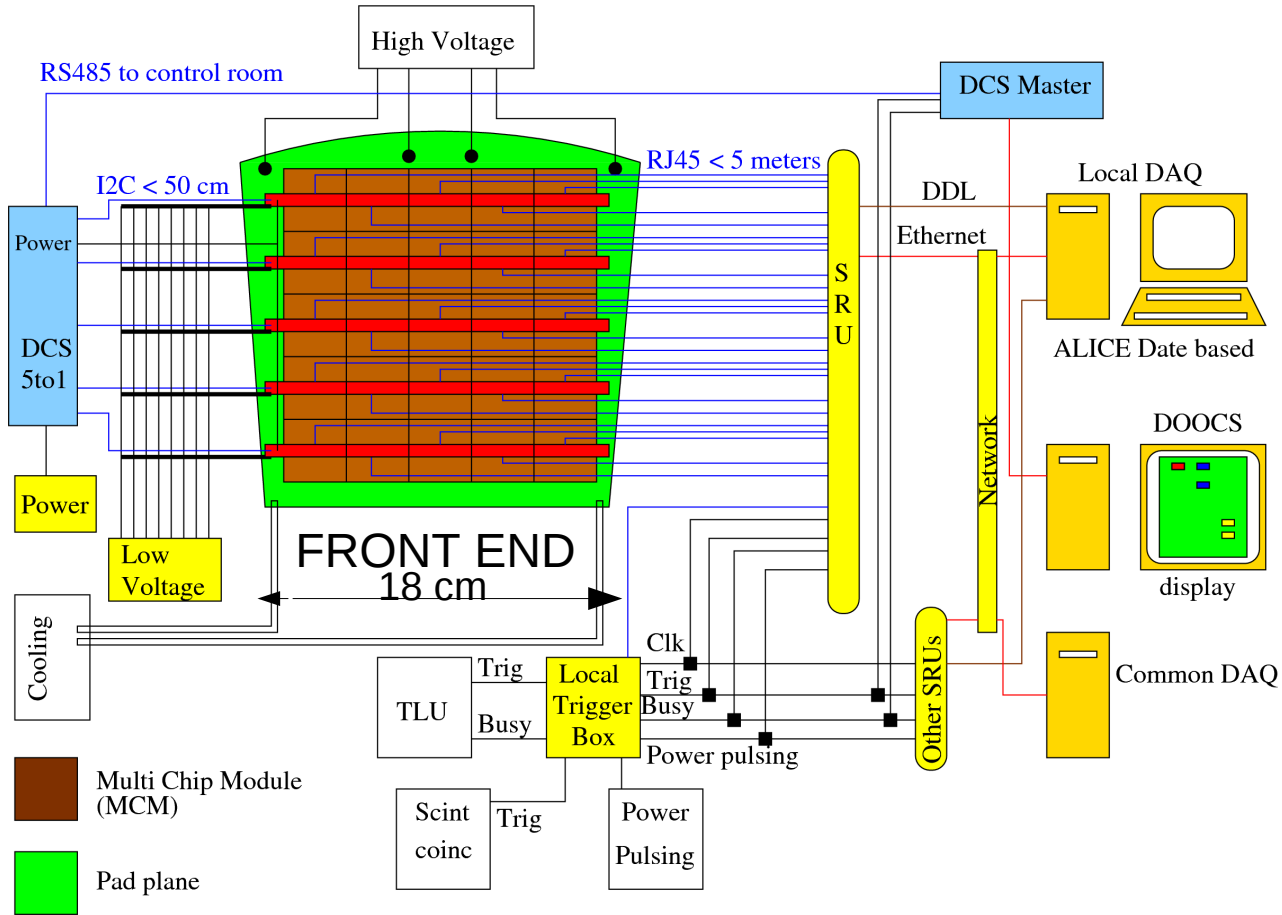 High Voltage
RS485 to control room
DCS Master
RJ45 < 5 meters
I2C < 50 cm
Local DAQ
DDL
Ethernet
Power
S
R
U
DCS
5to1
ALICE Date based
DOOCS
Network
Power
Low
Voltage
FRONT END
18 cm
display
Cooling
Clk
Trig
Local
Trigger
Box
Trig
Busy
TLU
Busy
Power pulsing
Other SRUs
Common DAQ
Multi Chip Module
(MCM)
Scint
coinc
Trig
Power
Pulsing
Pad plane